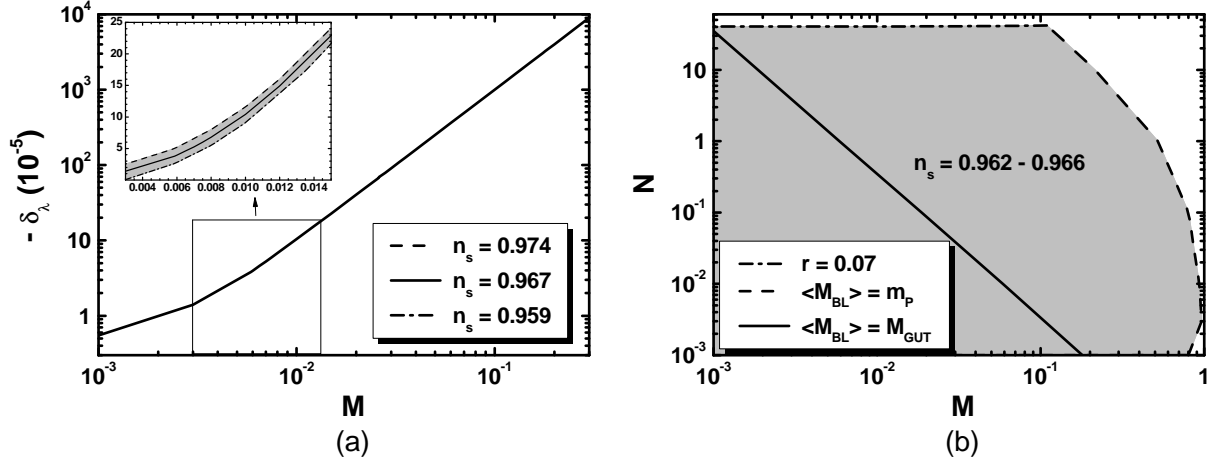 10^4
10^3
10^2
10
1
- δ_λ (10^-5)
25
20
15
10
5
0.004 0.006 0.008 0.010 0.012 0.014
n_s = 0.974
n_s = 0.967
n_s = 0.959
10^-3 10^-2 10^-1
M
(a)
10
1
10^-1
10^-2
10^-3
N
n_s = 0.962 - 0.966
r = 0.07
<M_BL> = m_P
<M_BL> = M_GUT
10^-3 10^-2 10^-1 1
M
(b)